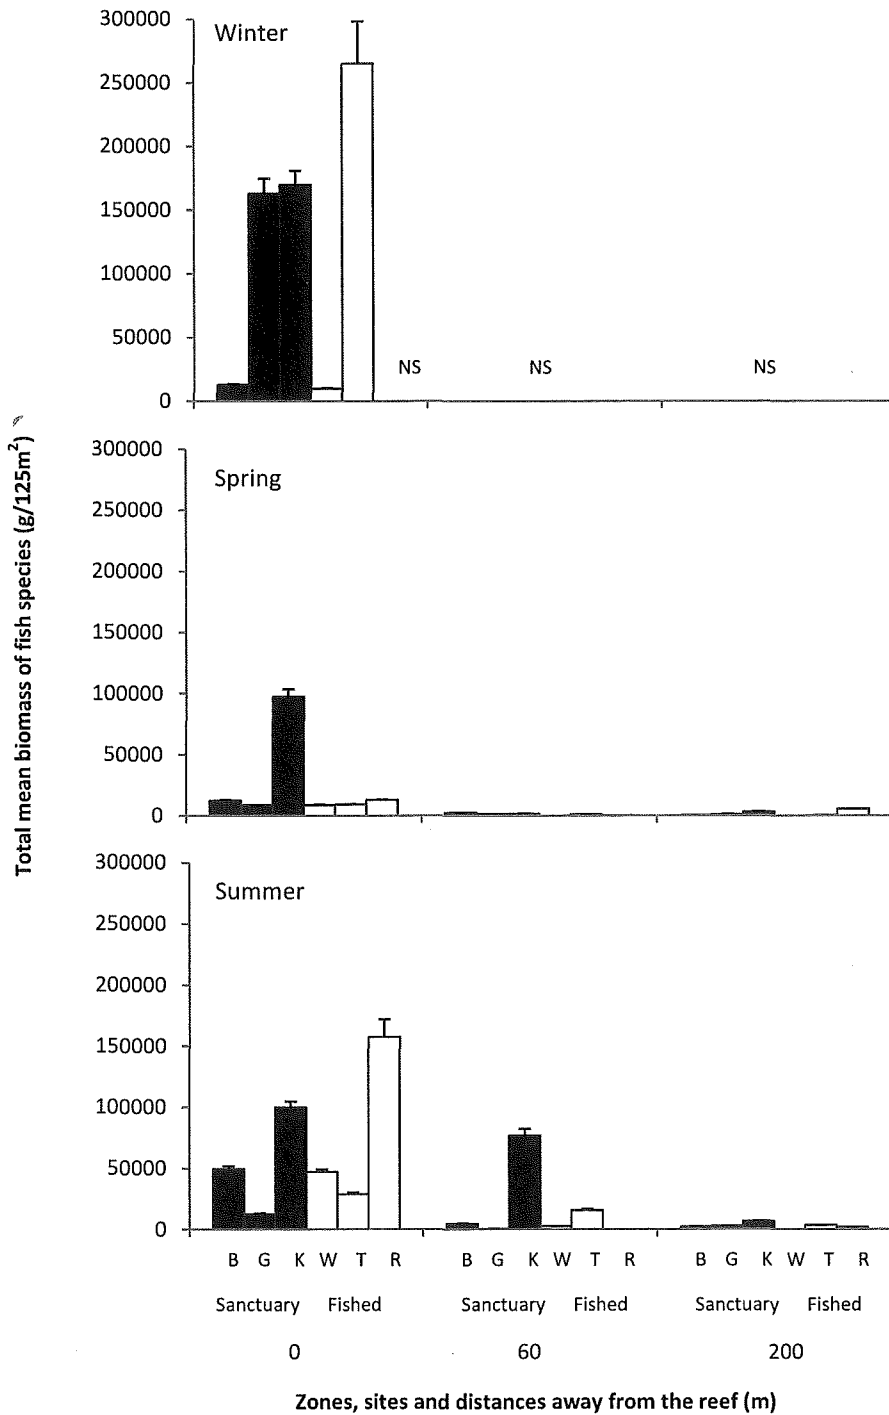 Total mean biomass of fish species (g/125m²)
Winter
300000
250000
200000
150000
100000
50000
0
NS
NS
NS
Spring
300000
250000
200000
150000
100000
50000
0
Summer
300000
250000
200000
150000
100000
50000
0
B G K W T R B G K W T R B G K W T R
Sanctuary Fished Sanctuary Fished Sanctuary Fished
0 60 200
Zones, sites and distances away from the reef (m)